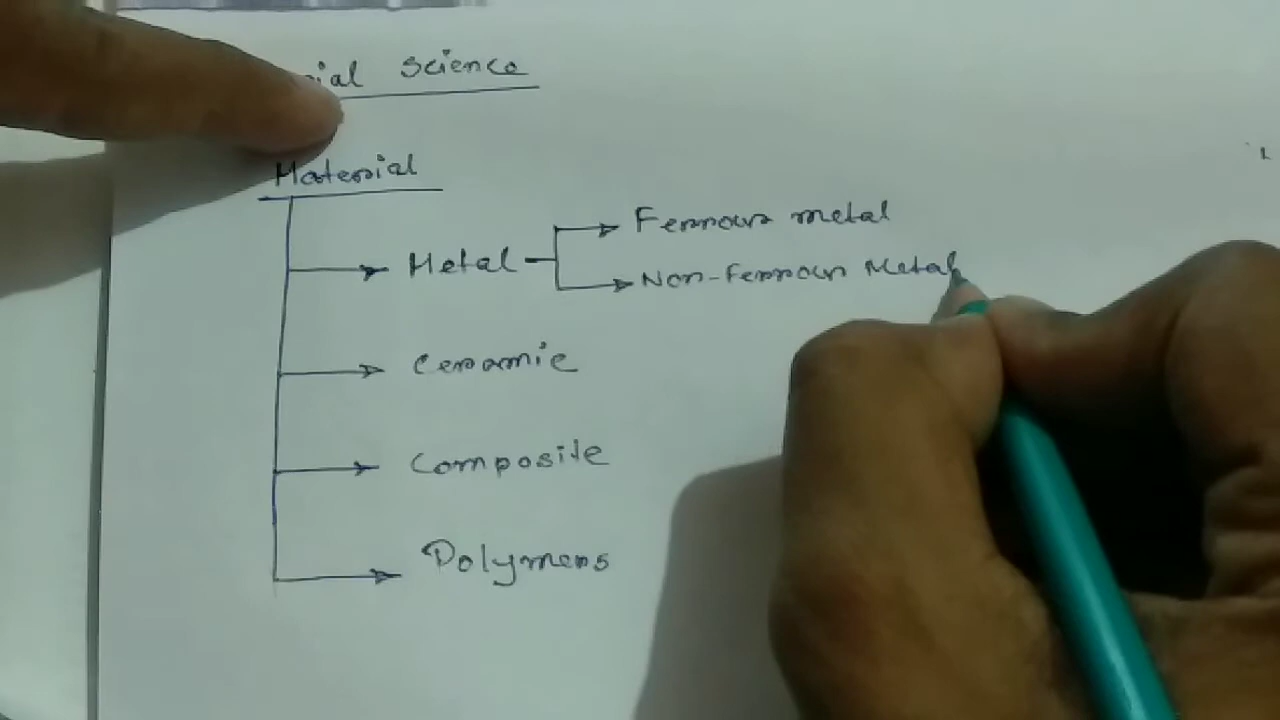 ial Science
Material
Ferrous metal
Metal
Non-Ferrous Metal
Ceramic
Composite
Polymers